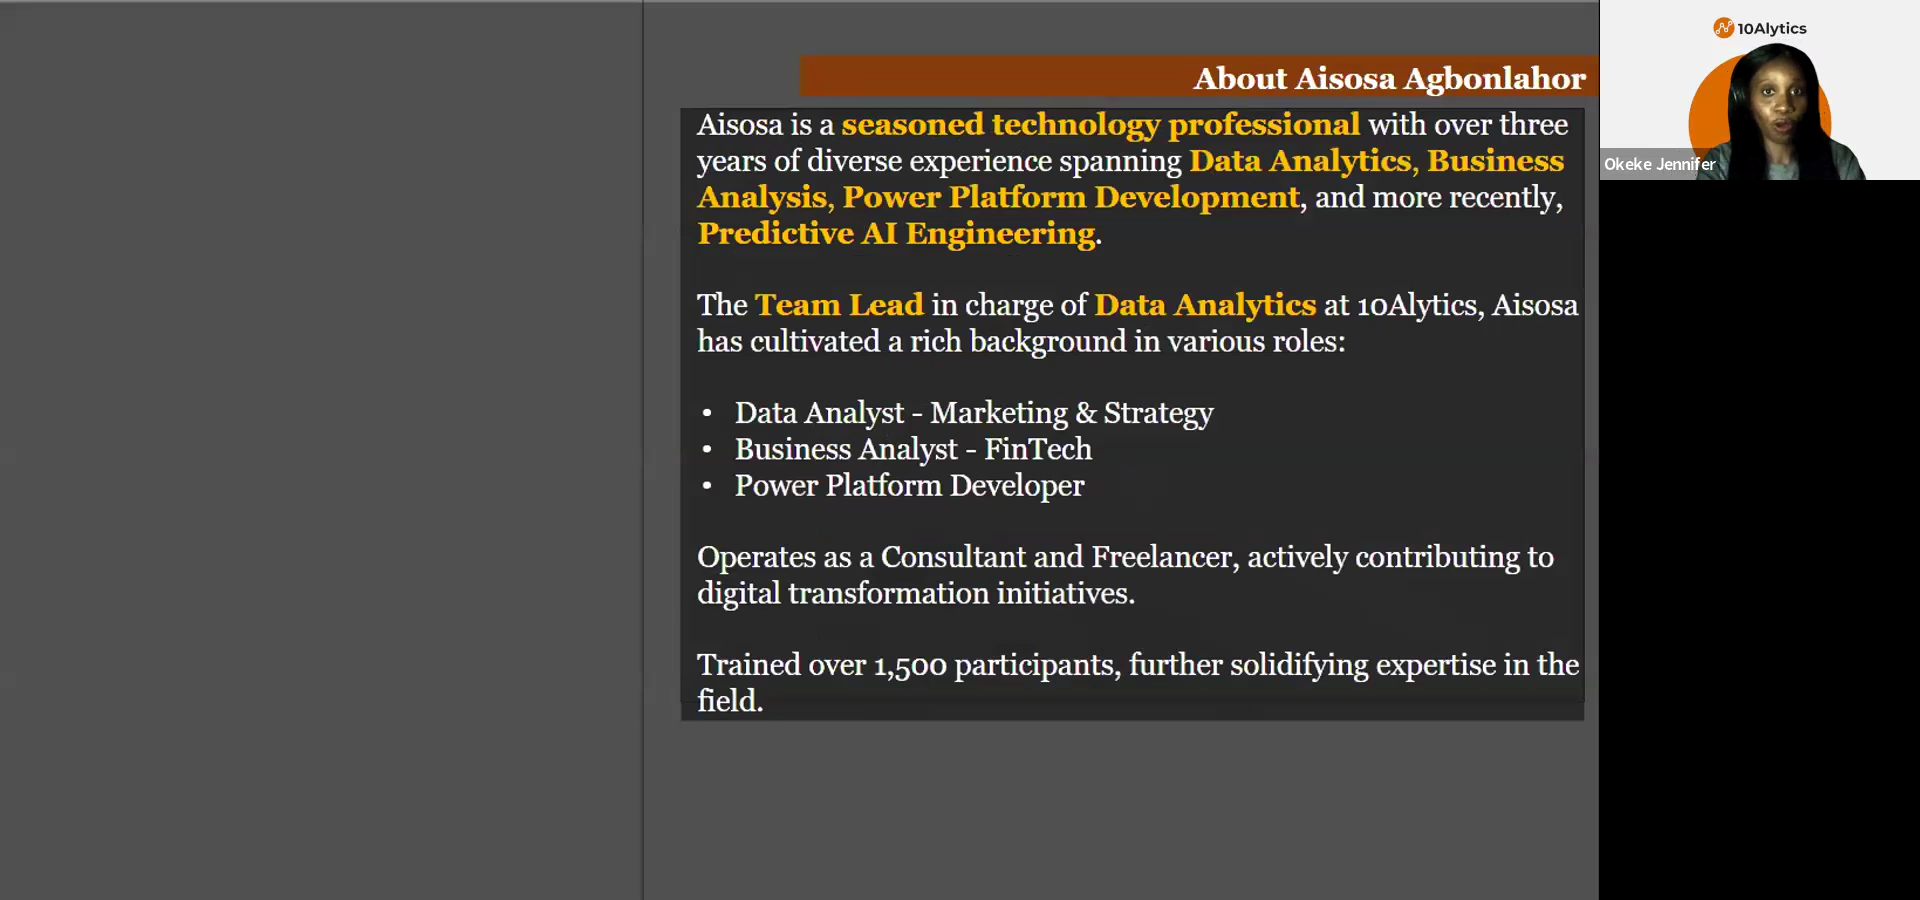 About Aisosa Agbonlahor
Aisosa is a seasoned technology professional with over three
years of diverse experience spanning Data Analytics, Business
Analysis, Power Platform Development, and more recently,
Predictive AI Engineering.
The Team Lead in charge of Data Analytics at 10Alytics, Aisosa
has cultivated a rich background in various roles:
• Data Analyst - Marketing & Strategy
• Business Analyst - FinTech
• Power Platform Developer
Operates as a Consultant and Freelancer, actively contributing to
digital transformation initiatives.
Trained over 1,500 participants, further solidifying expertise in the
field.
10Alytics
Okeke Jennifer